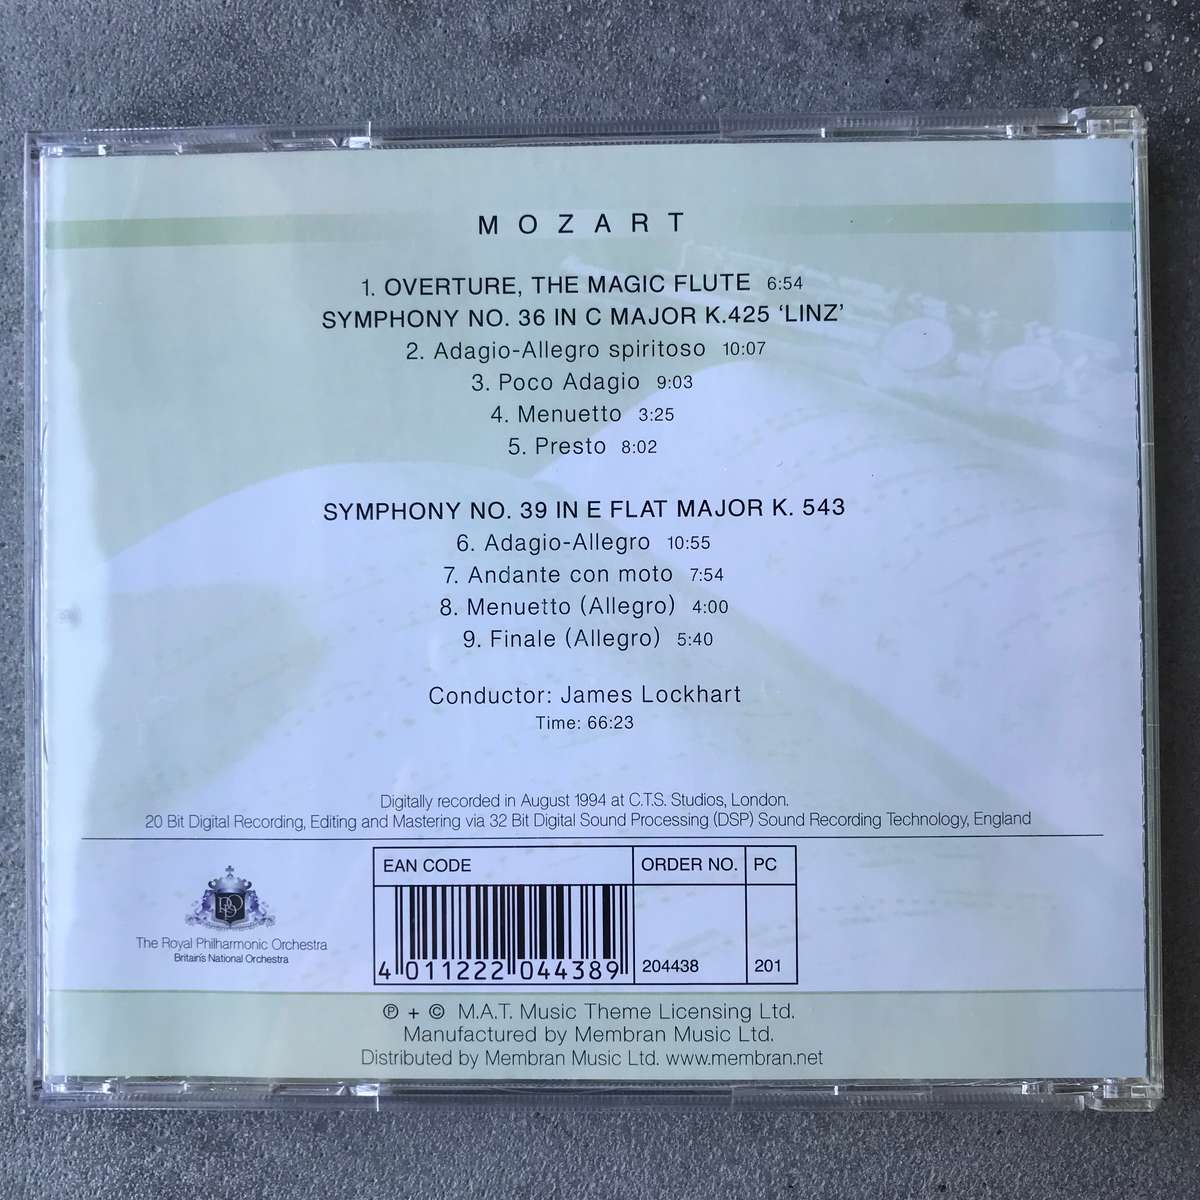 MOZART
1. OVERTURE, THE MAGIC FLUTE 6:54
SYMPHONY NO. 36 IN C MAJOR K.425 ‘LINZ’
2. Adagio-Allegro spiritoso 10:07
3. Poco Adagio 9:03
4. Menuetto 3:25
5. Presto 8:02
SYMPHONY NO. 39 IN E FLAT MAJOR K. 543
6. Adagio-Allegro 10:55
7. Andante con moto 7:54
8. Menuetto (Allegro) 4:00
9. Finale (Allegro) 5:40
Conductor: James Lockhart
Time: 66:23
Digitally recorded in August 1994 at C.T.S. Studios, London.
20 Bit Digital Recording, Editing and Mastering via 32 Bit Digital Sound Processing (DSP) Sound Recording Technology, England
RPO
The Royal Philharmonic Orchestra
Britain's National Orchestra
EAN CODE ORDER NO. PC
4 011222 044389 204438 201
℗ + © M.A.T. Music Theme Licensing Ltd.
Manufactured by Membran Music Ltd.
Distributed by Membran Music Ltd. www.membran.net